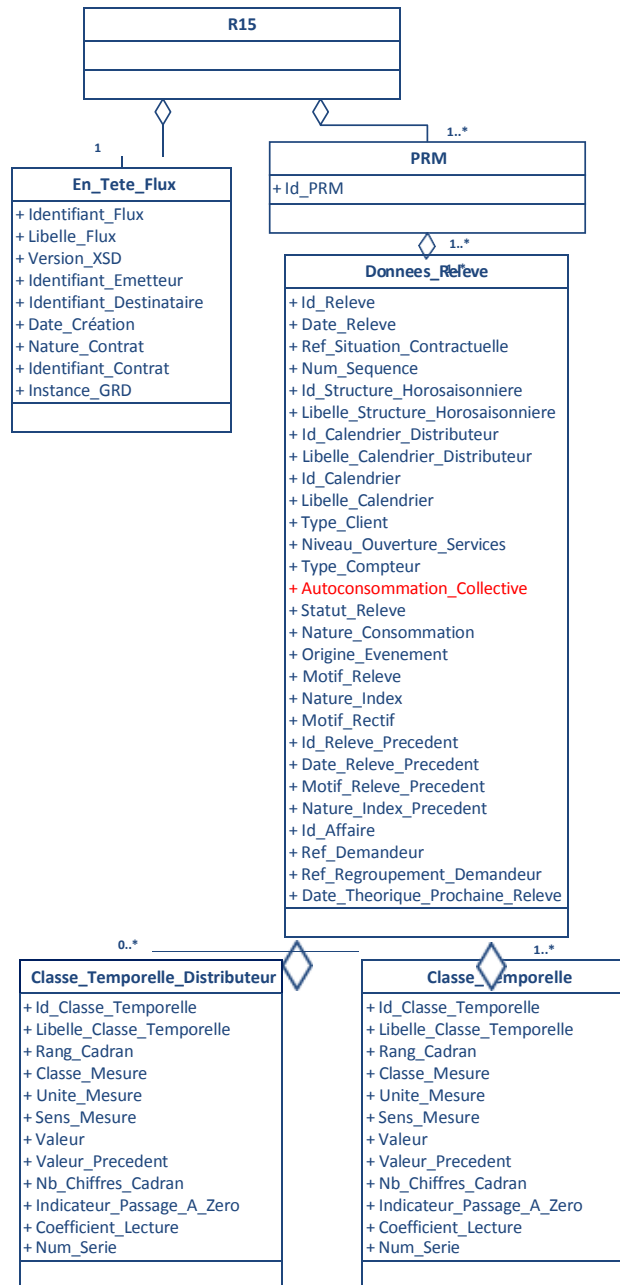 R15
1
1..*
En_Tete_Flux
+ Identifiant_Flux
+ Libelle_Flux
+ Version_XSD
+ Identifiant_Emetteur
+ Identifiant_Destinataire
+ Date_Création
+ Nature_Contrat
+ Identifiant_Contrat
+ Instance_GRD
PRM
+ Id_PRM
1..*
1..*
Donnees_Releve
+ Id_Releve
+ Date_Releve
+ Ref_Situation_Contractuelle
+ Num_Sequence
+ Id_Structure_Horosaisonniere
+ Libelle_Structure_Horosaisonniere
+ Id_Calendrier_Distributeur
+ Libelle_Calendrier_Distributeur
+ Id_Calendrier
+ Libelle_Calendrier
+ Type_Client
+ Niveau_Ouverture_Services
+ Type_Compteur
+ Autoconsommation_Collective
+ Statut_Releve
+ Nature_Consommation
+ Origine_Evenement
+ Motif_Releve
+ Nature_Index
+ Motif_Rectif
+ Id_Releve_Precedent
+ Date_Releve_Precedent
+ Motif_Releve_Precedent
+ Nature_Index_Precedent
+ Id_Affaire
+ Ref_Demandeur
+ Ref_Regroupement_Demandeur
+ Date_Theorique_Prochaine_Releve
0..*
1..*
Classe_Temporelle_Distributeur
+ Id_Classe_Temporelle
+ Libelle_Classe_Temporelle
+ Rang_Cadran
+ Classe_Mesure
+ Unite_Mesure
+ Sens_Mesure
+ Valeur
+ Valeur_Precedent
+ Nb_Chiffres_Cadran
+ Indicateur_Passage_A_Zero
+ Coefficient_Lecture
+ Num_Serie
Classe_Temporelle
+ Id_Classe_Temporelle
+ Libelle_Classe_Temporelle
+ Rang_Cadran
+ Classe_Mesure
+ Unite_Mesure
+ Sens_Mesure
+ Valeur
+ Valeur_Precedent
+ Nb_Chiffres_Cadran
+ Indicateur_Passage_A_Zero
+ Coefficient_Lecture
+ Num_Serie